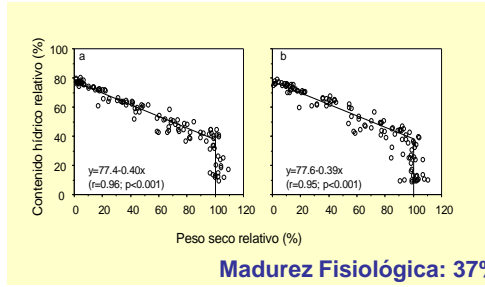 Contenido hídrico relativo (%)
100
80
60
40
20
0
a
y=77.4-0.40x
(r=0.96; p<0.001)
0 20 40 60 80 100 120
b
y=77.6-0.39x
(r=0.95; p<0.001)
0 20 40 60 80 100 120
Peso seco relativo (%)
Madurez Fisiológica: 37%